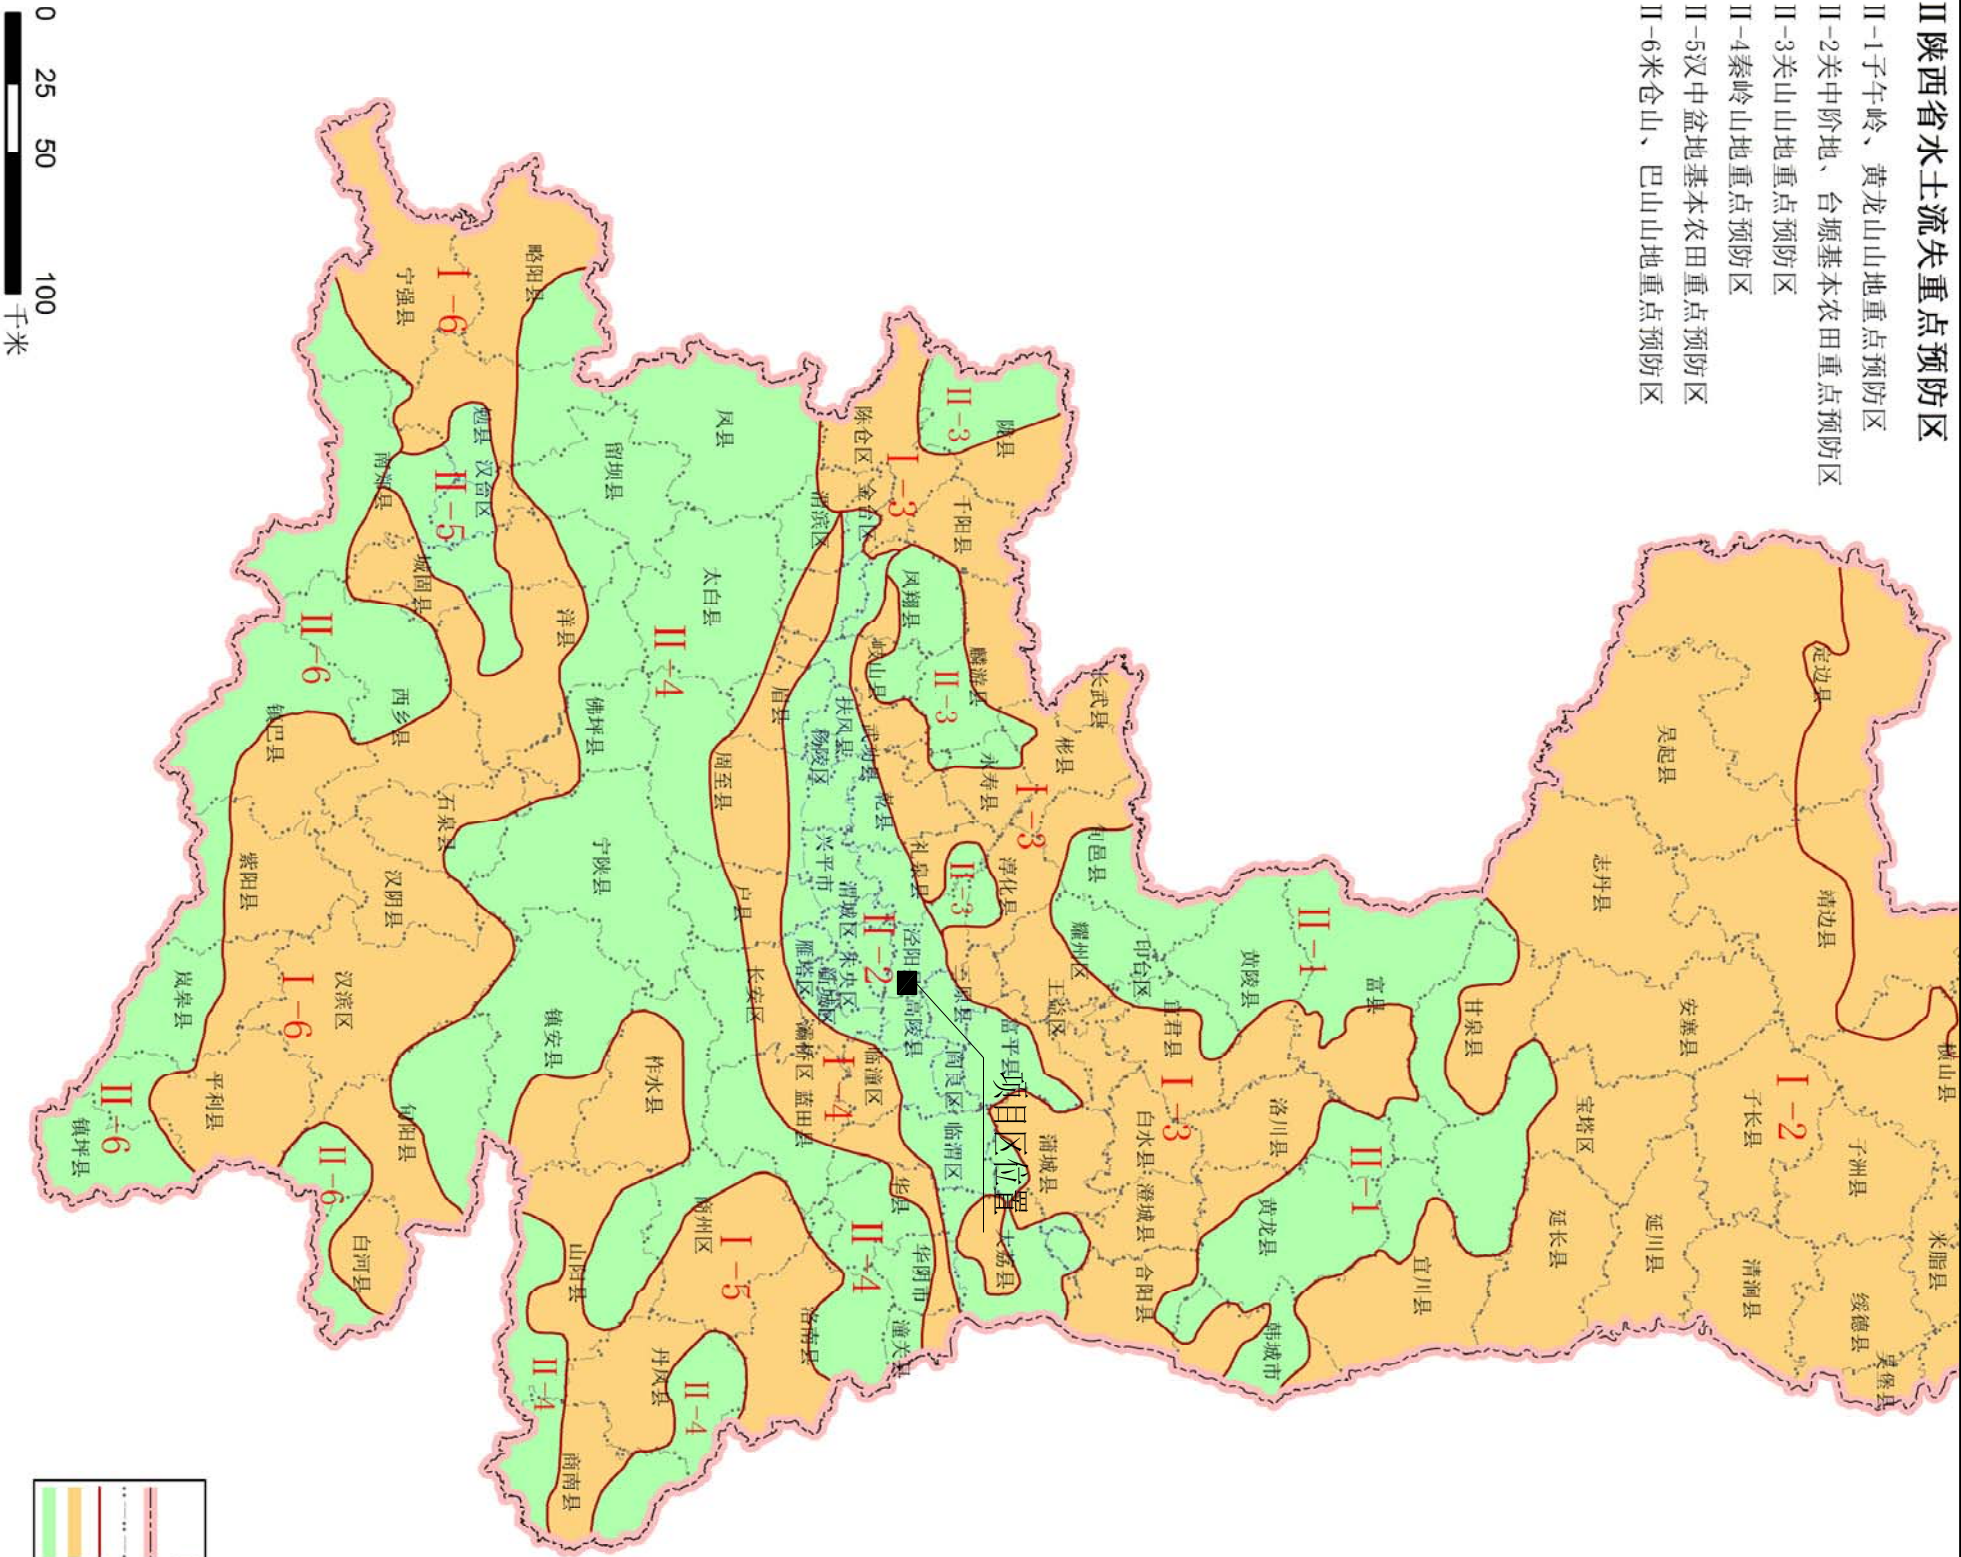 II 陕西省水土流失重点预防区
II-1子午岭、黄龙山山地重点预防区
II-2关中阶地、台塬基本农田重点预防区
II-3关山山地重点预防区
II-4秦岭山地重点预防区
II-5汉中盆地基本农田重点预防区
II-6米仓山、巴山山地重点预防区
定边县
靖边县
横山县
吴起县
志丹县
安塞县
子长县
子洲县
米脂县
绥德县
吴堡县
I-2
清涧县
宝塔区
延川县
延长县
甘泉县
富县
II-1
宜川县
洛川县
黄陵县
II-1
黄龙县
韩城市
宜君县
I-3
印台区
白水县
澄城县
合阳县
长武县
彬县
旬邑县
耀州区
王益区
I-3
淳化县
蒲城县
大荔县
陇县
II-3
千阳县
麟游县
II-3
永寿县
II-3
三原县
富平县
项目区位置
陈仓区
I-3
金台区
凤翔县
岐山县
扶风县
武功县
乾县
礼泉县
泾阳
高陵县
阎良区
临渭区
渭滨区
眉县
杨陵区
兴平市
渭城区
II-2
未央区
雁塔区
新城区
灞桥区
I-4
临潼区
华县
华阴市
潼关县
II-4
凤县
太白县
周至县
户县
长安区
蓝田县
洛南县
留坝县
II-4
佛坪县
宁陕县
镇安县
柞水县
商州区
I-5
山阳县
丹凤县
II-4
II-4
商南县
略阳县
宁强县
I-6
勉县
汉台区
II-5
南郑县
城固县
洋县
西乡县
II-6
镇巴县
石泉县
汉阴县
紫阳县
汉滨区
I-6
岚皋县
平利县
旬阳县
II-6
白河县
II-6
镇坪县
0 25 50 100
千米